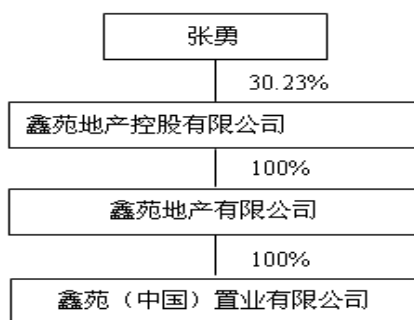 张勇
30.23%
鑫苑地产控股有限公司
100%
鑫苑地产有限公司
100%
鑫苑（中国）置业有限公司